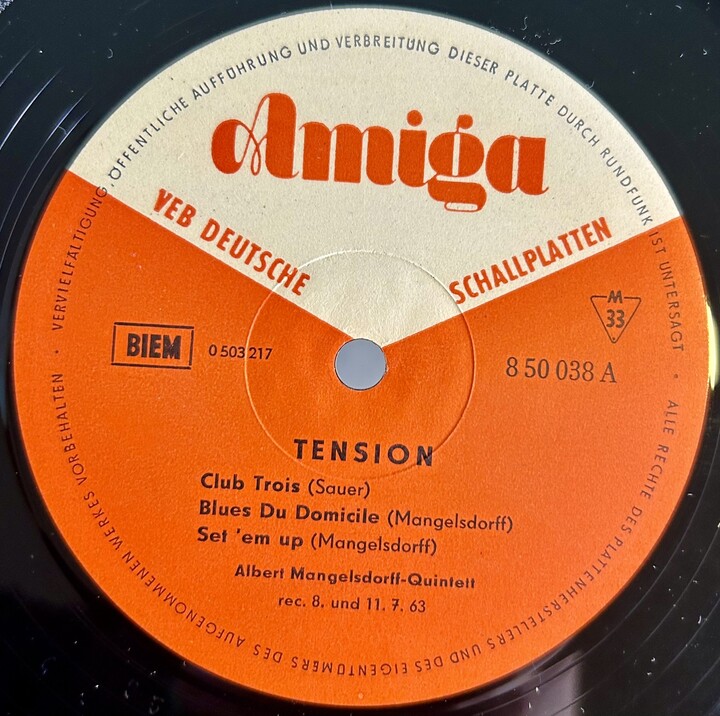 Amiga
VEB DEUTSCHE SCHALLPLATTEN
BIEM
0 503 217
M
33
8 50 038 A
TENSION
Club Trois (Sauer)
Blues Du Domicile (Mangelsdorff)
Set 'em up (Mangelsdorff)
Albert Mangelsdorff-Quintett
rec. 8. und 11. 7. 63
ALLE RECHTE DES PLATTENHERSTELLERS UND DES EIGENTÜMERS DES AUFGENOMMENEN WERKES VORBEHALTEN · VERVIELFÄLTIGUNG, ÖFFENTLICHE AUFFÜHRUNG UND VERBREITUNG DIESER PLATTE DURCH RUNDFUNK IST UNTERSAGT ·